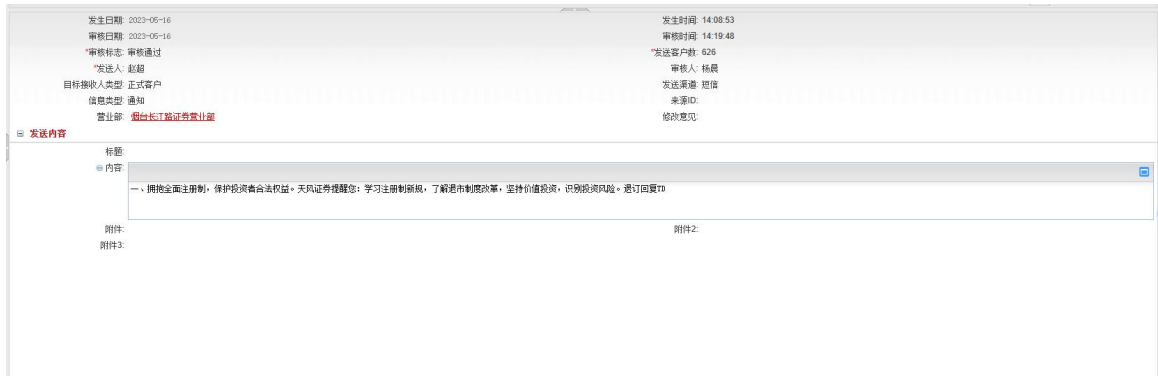 发生日期: 2023-05-16 发生时间: 14:08:53
审核日期: 2023-05-16 审核时间: 14:19:48
*审核标志: 审核通过 *发送客户数: 626
*发送人: 赵超 审核人: 杨晨
目标接收人类型: 正式客户 发送渠道: 短信
信息类型: 通知 来源ID:
营业部: 烟台长江路证券营业部 修改意见:
发送内容
标题:
内容:
一、拥抱全面注册制，保护投资者合法权益。天风证券提醒您：学习注册制新规，了解退市制度改革，坚持价值投资，识别投资风险。退订回复TD
附件: 附件2:
附件3: